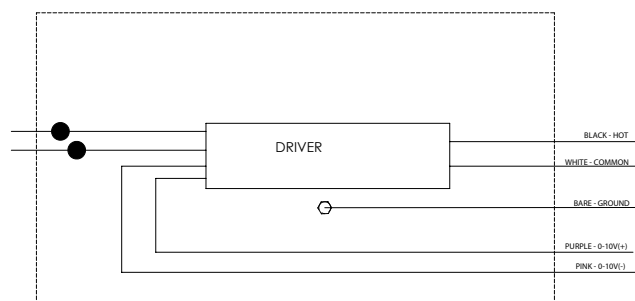 BLACK - HOT
DRIVER
WHITE - COMMON
BARE - GROUND
PURPLE - 0-10V(+)
PINK - 0-10V(-)